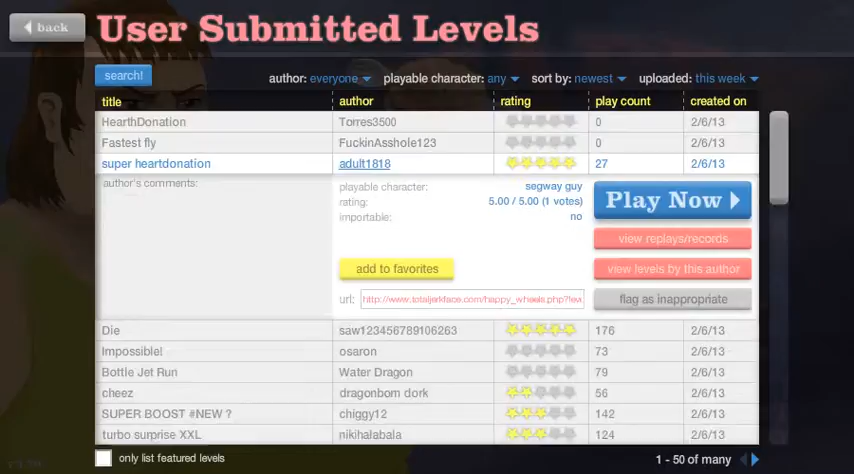 back
User Submitted Levels
search!
author: everyone playable character: any sort by: newest uploaded: this week
title author rating play count created on
HearthDonation Torres3500 0 2/6/13
Fastest fly FuckinAsshole123 0 2/6/13
super heartdonation adult1818 27 2/6/13
author's comments:
playable character: segway guy
rating: 5.00 / 5.00 (1 votes)
importable: no
Play Now
view replays/records
add to favorites
view levels by this author
url: http://www.totaljerkface.com/happy_wheels.php?lev
flag as inappropriate
Die saw123456789106263 176 2/6/13
Impossible! osaron 73 2/6/13
Bottle Jet Run Water Dragon 79 2/6/13
cheez dragonborn dork 56 2/6/13
SUPER BOOST #NEW ? chiggy12 142 2/6/13
turbo surprise XXL nikihalabala 124 2/6/13
only list featured levels
1 - 50 of many